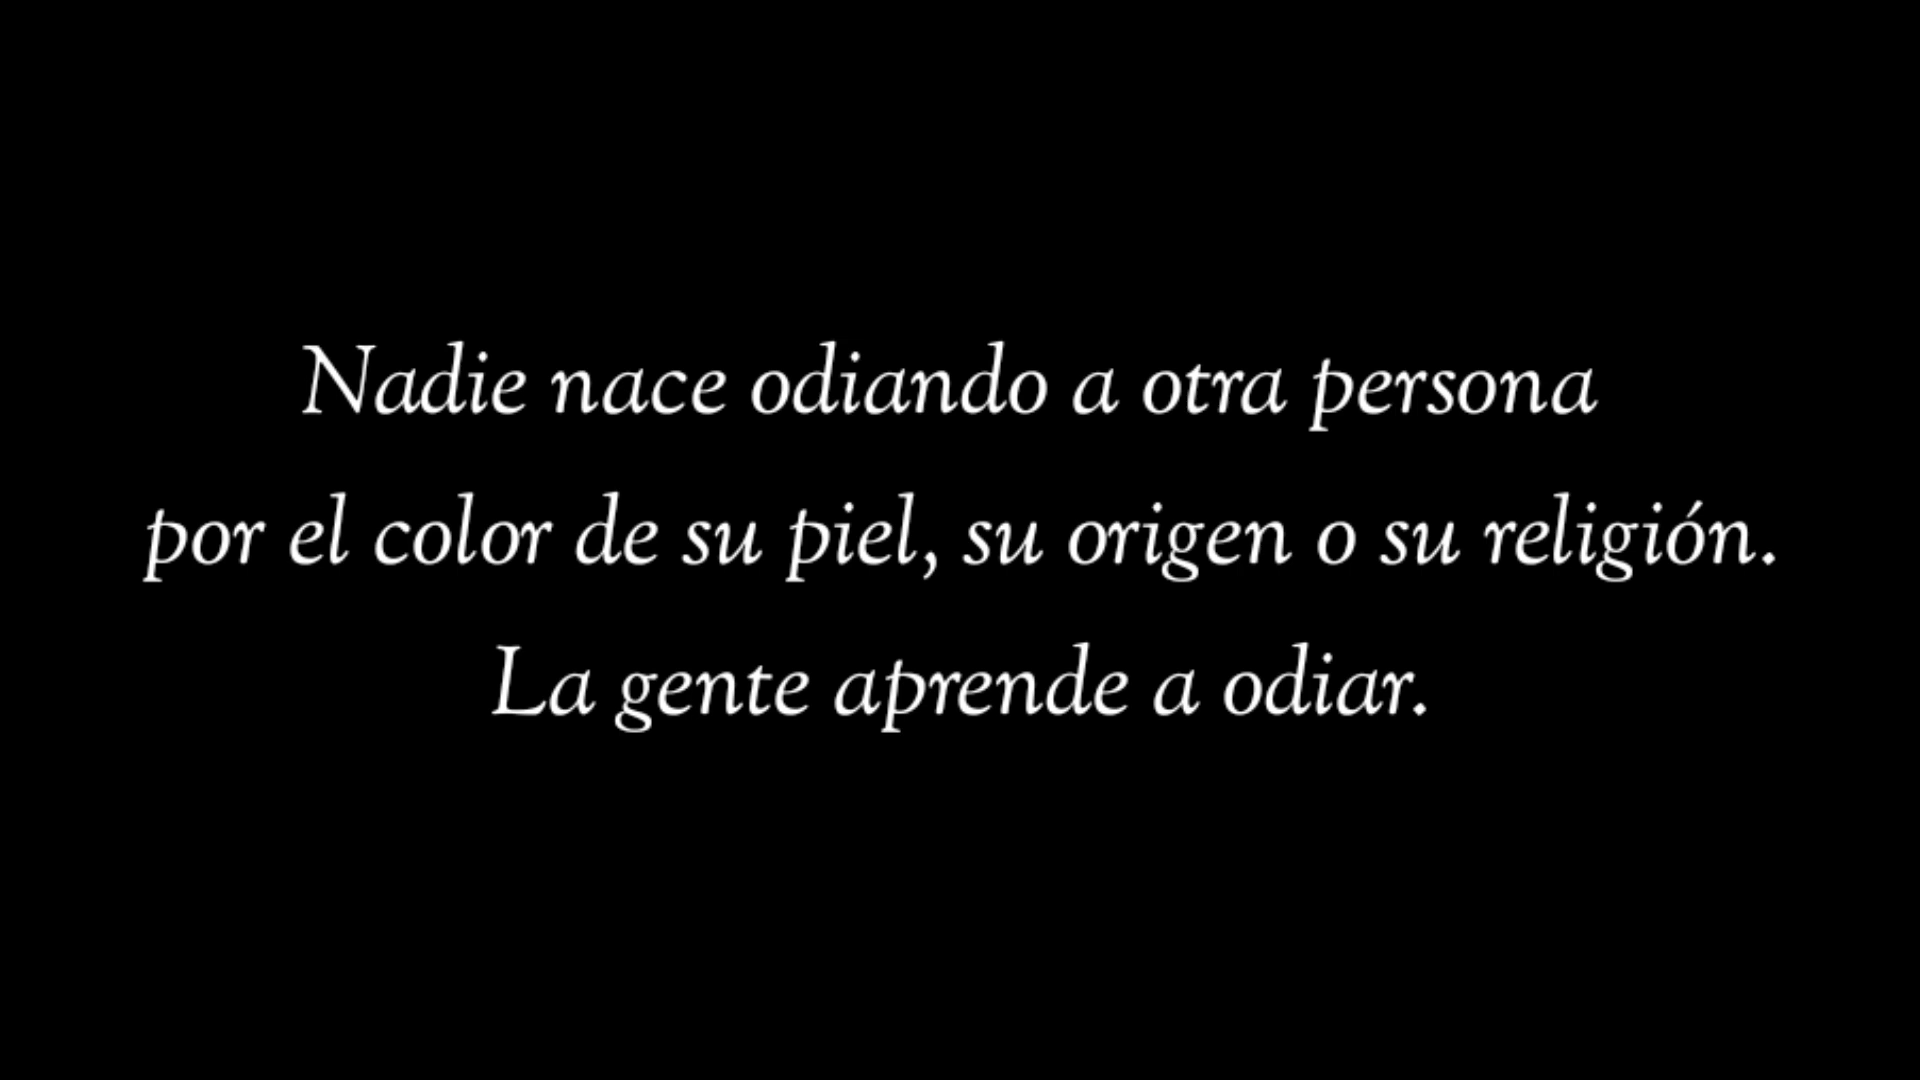 Nadie nace odiando a otra persona
por el color de su piel, su origen o su religión.
La gente aprende a odiar.